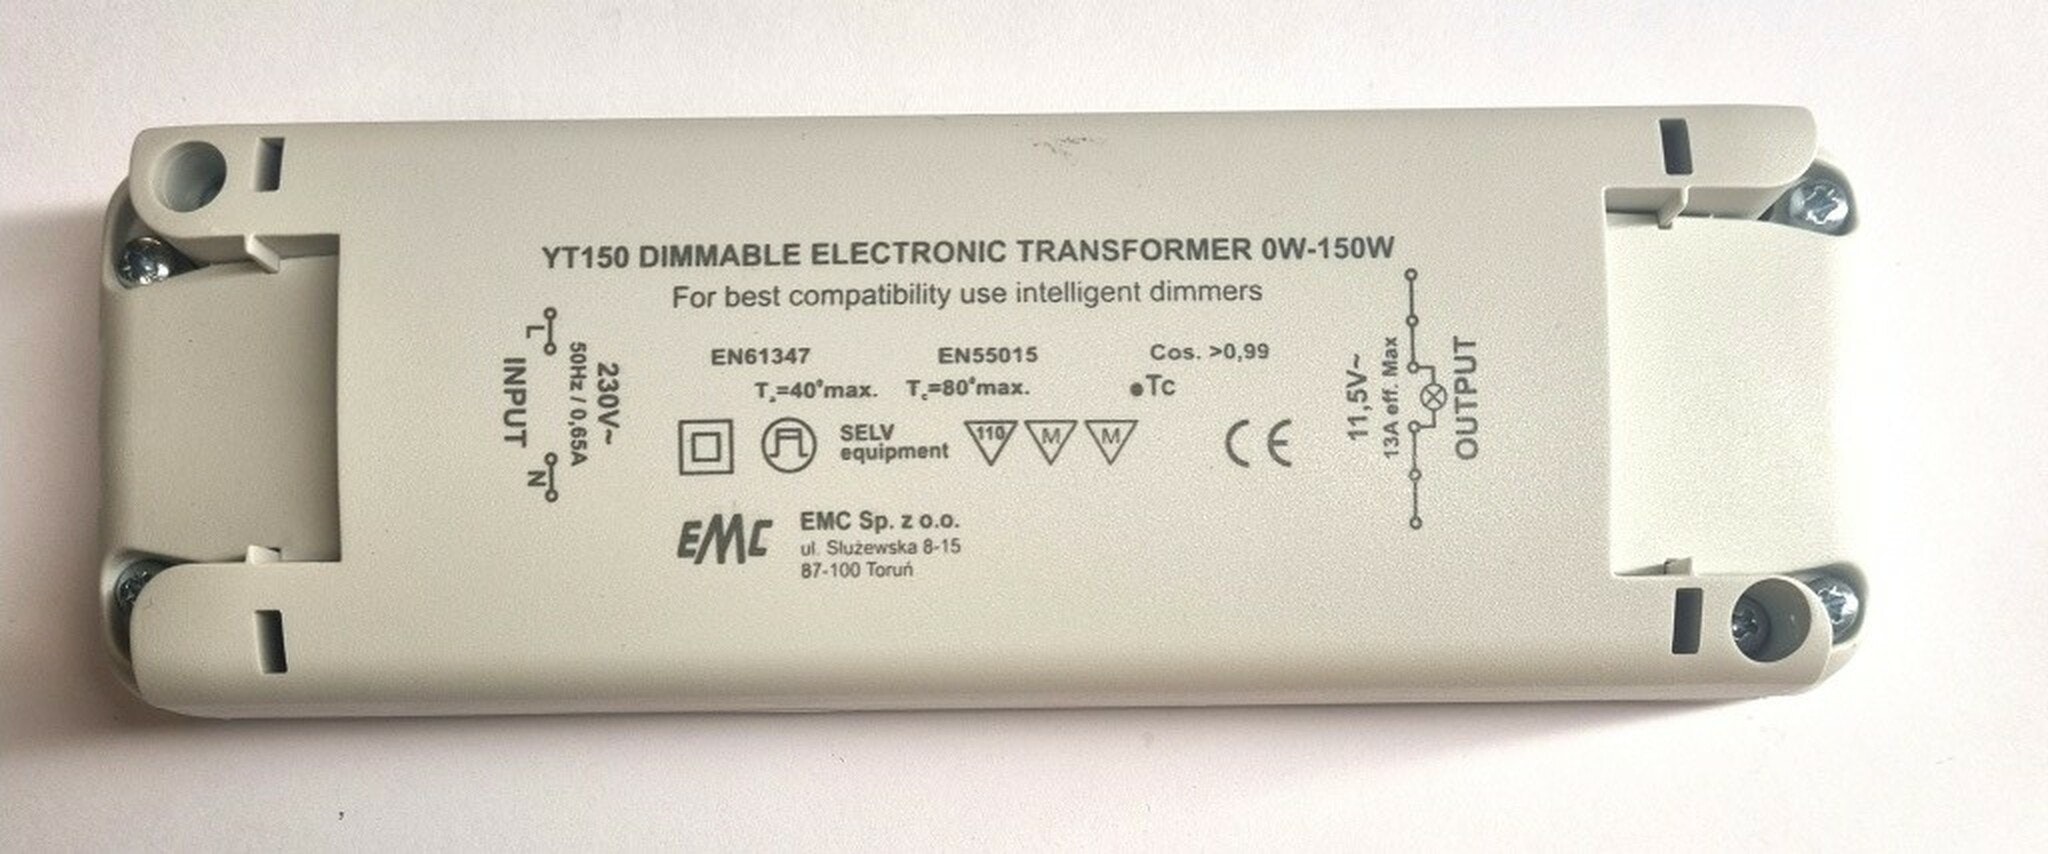 YT150 DIMMABLE ELECTRONIC TRANSFORMER 0W-150W
For best compatibility use intelligent dimmers
EN61347 EN55015 Cos. >0,99
Ta=40°max. Tc=80°max. •Tc
SELV
equipment
110 M M
CE
EMC
EMC Sp. z o.o.
ul. Służewska 8-15
87-100 Toruń
L N
INPUT
230V~
50Hz / 0,65A
11,5V~
13A eff. Max
OUTPUT